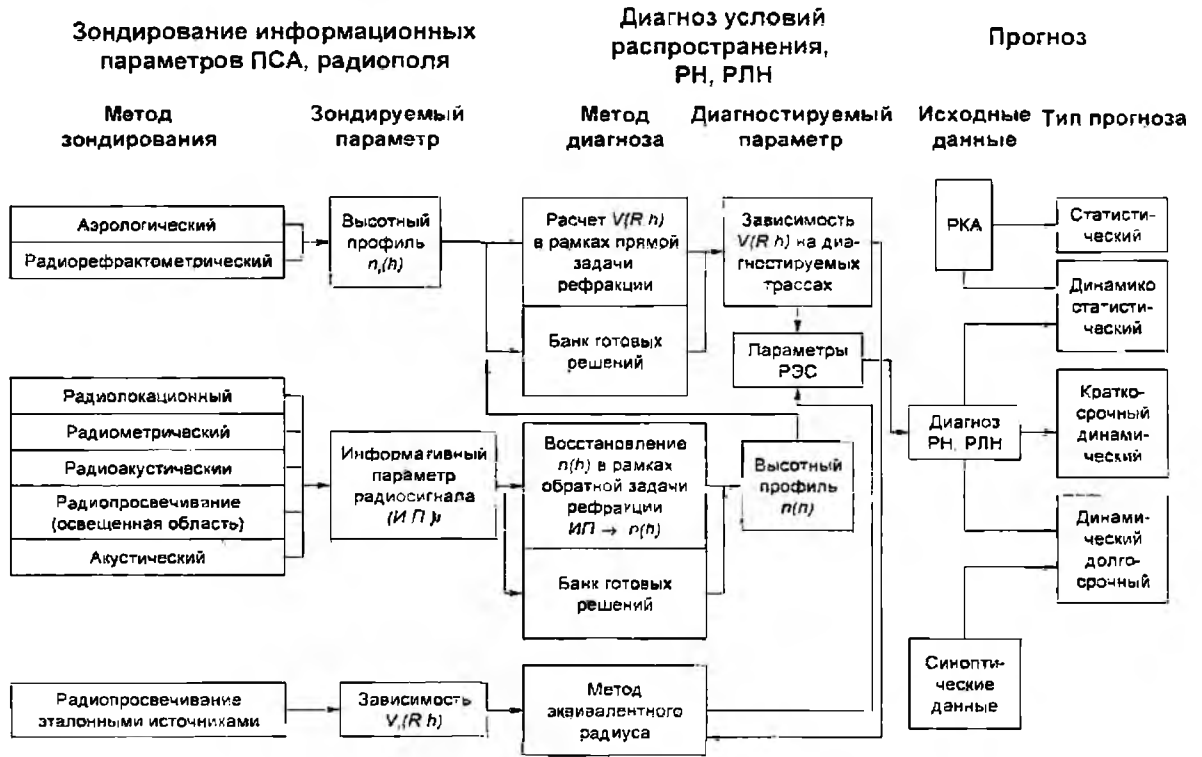 Зондирование информационных
параметров ПСА, радиополя
Диагноз условий
распространения,
РН, РЛН
Прогноз
Метод
зондирования
Зондируемый
параметр
Метод
диагноза
Диагностируемый
параметр
Исходные
данные
Тип прогноза
Аэрологический
Радиорефрактометрический
Высотный
профиль
Расчет V(R h)
в рамках прямой
задачи
рефракции
Банк готовых
решений
Зависимость
V(R h) на диа-
гностируемых
трассах
Параметры
РЭС
РКА
Статисти-
ческий
Динамико
статисти-
ческий
Радиолокационный
Радиометрический
Радиоакустический
Радиопросвечивание
(освещенная область)
Акустический
Информативный
параметр
радиосигнала
Восстановление
n(h) в рамках
обратной задачи
рефракции
ИП → n(h)
Банк готовых
решений
Высотный
профиль
n(h)
Диагноз
РН, РЛН
Кратко-
срочный
динами-
ческий
Динами-
ческий
долго-
срочный
Синопти-
ческие
данные
Радиопросвечивание
эталонными источниками
Зависимость
Метод
эквивалентного
радиуса